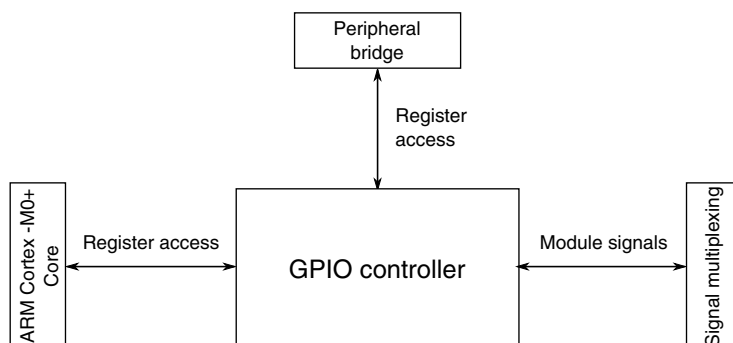 Peripheral
bridge
Register
access
ARM Cortex -M0+
Core
Register access
GPIO controller
Module signals
Signal multiplexing